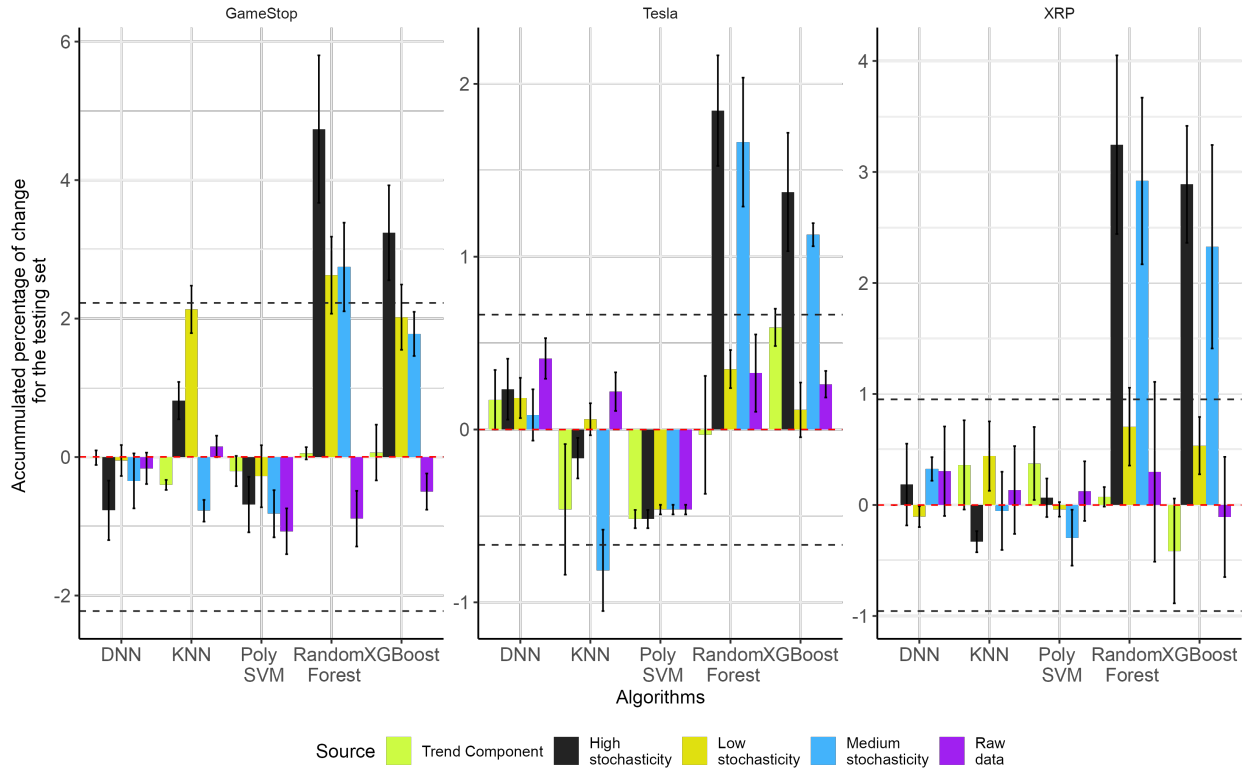 GameStop
Tesla
XRP
Accummulated percentage of change
for the testing set
6
4
2
0
-2
2
1
0
-1
4
3
2
1
0
-1
DNN KNN Poly SVM Random Forest XGBoost
DNN KNN Poly SVM Random Forest XGBoost
DNN KNN Poly SVM Random Forest XGBoost
Algorithms
Source Trend Component High stochasticity Low stochasticity Medium stochasticity Raw data